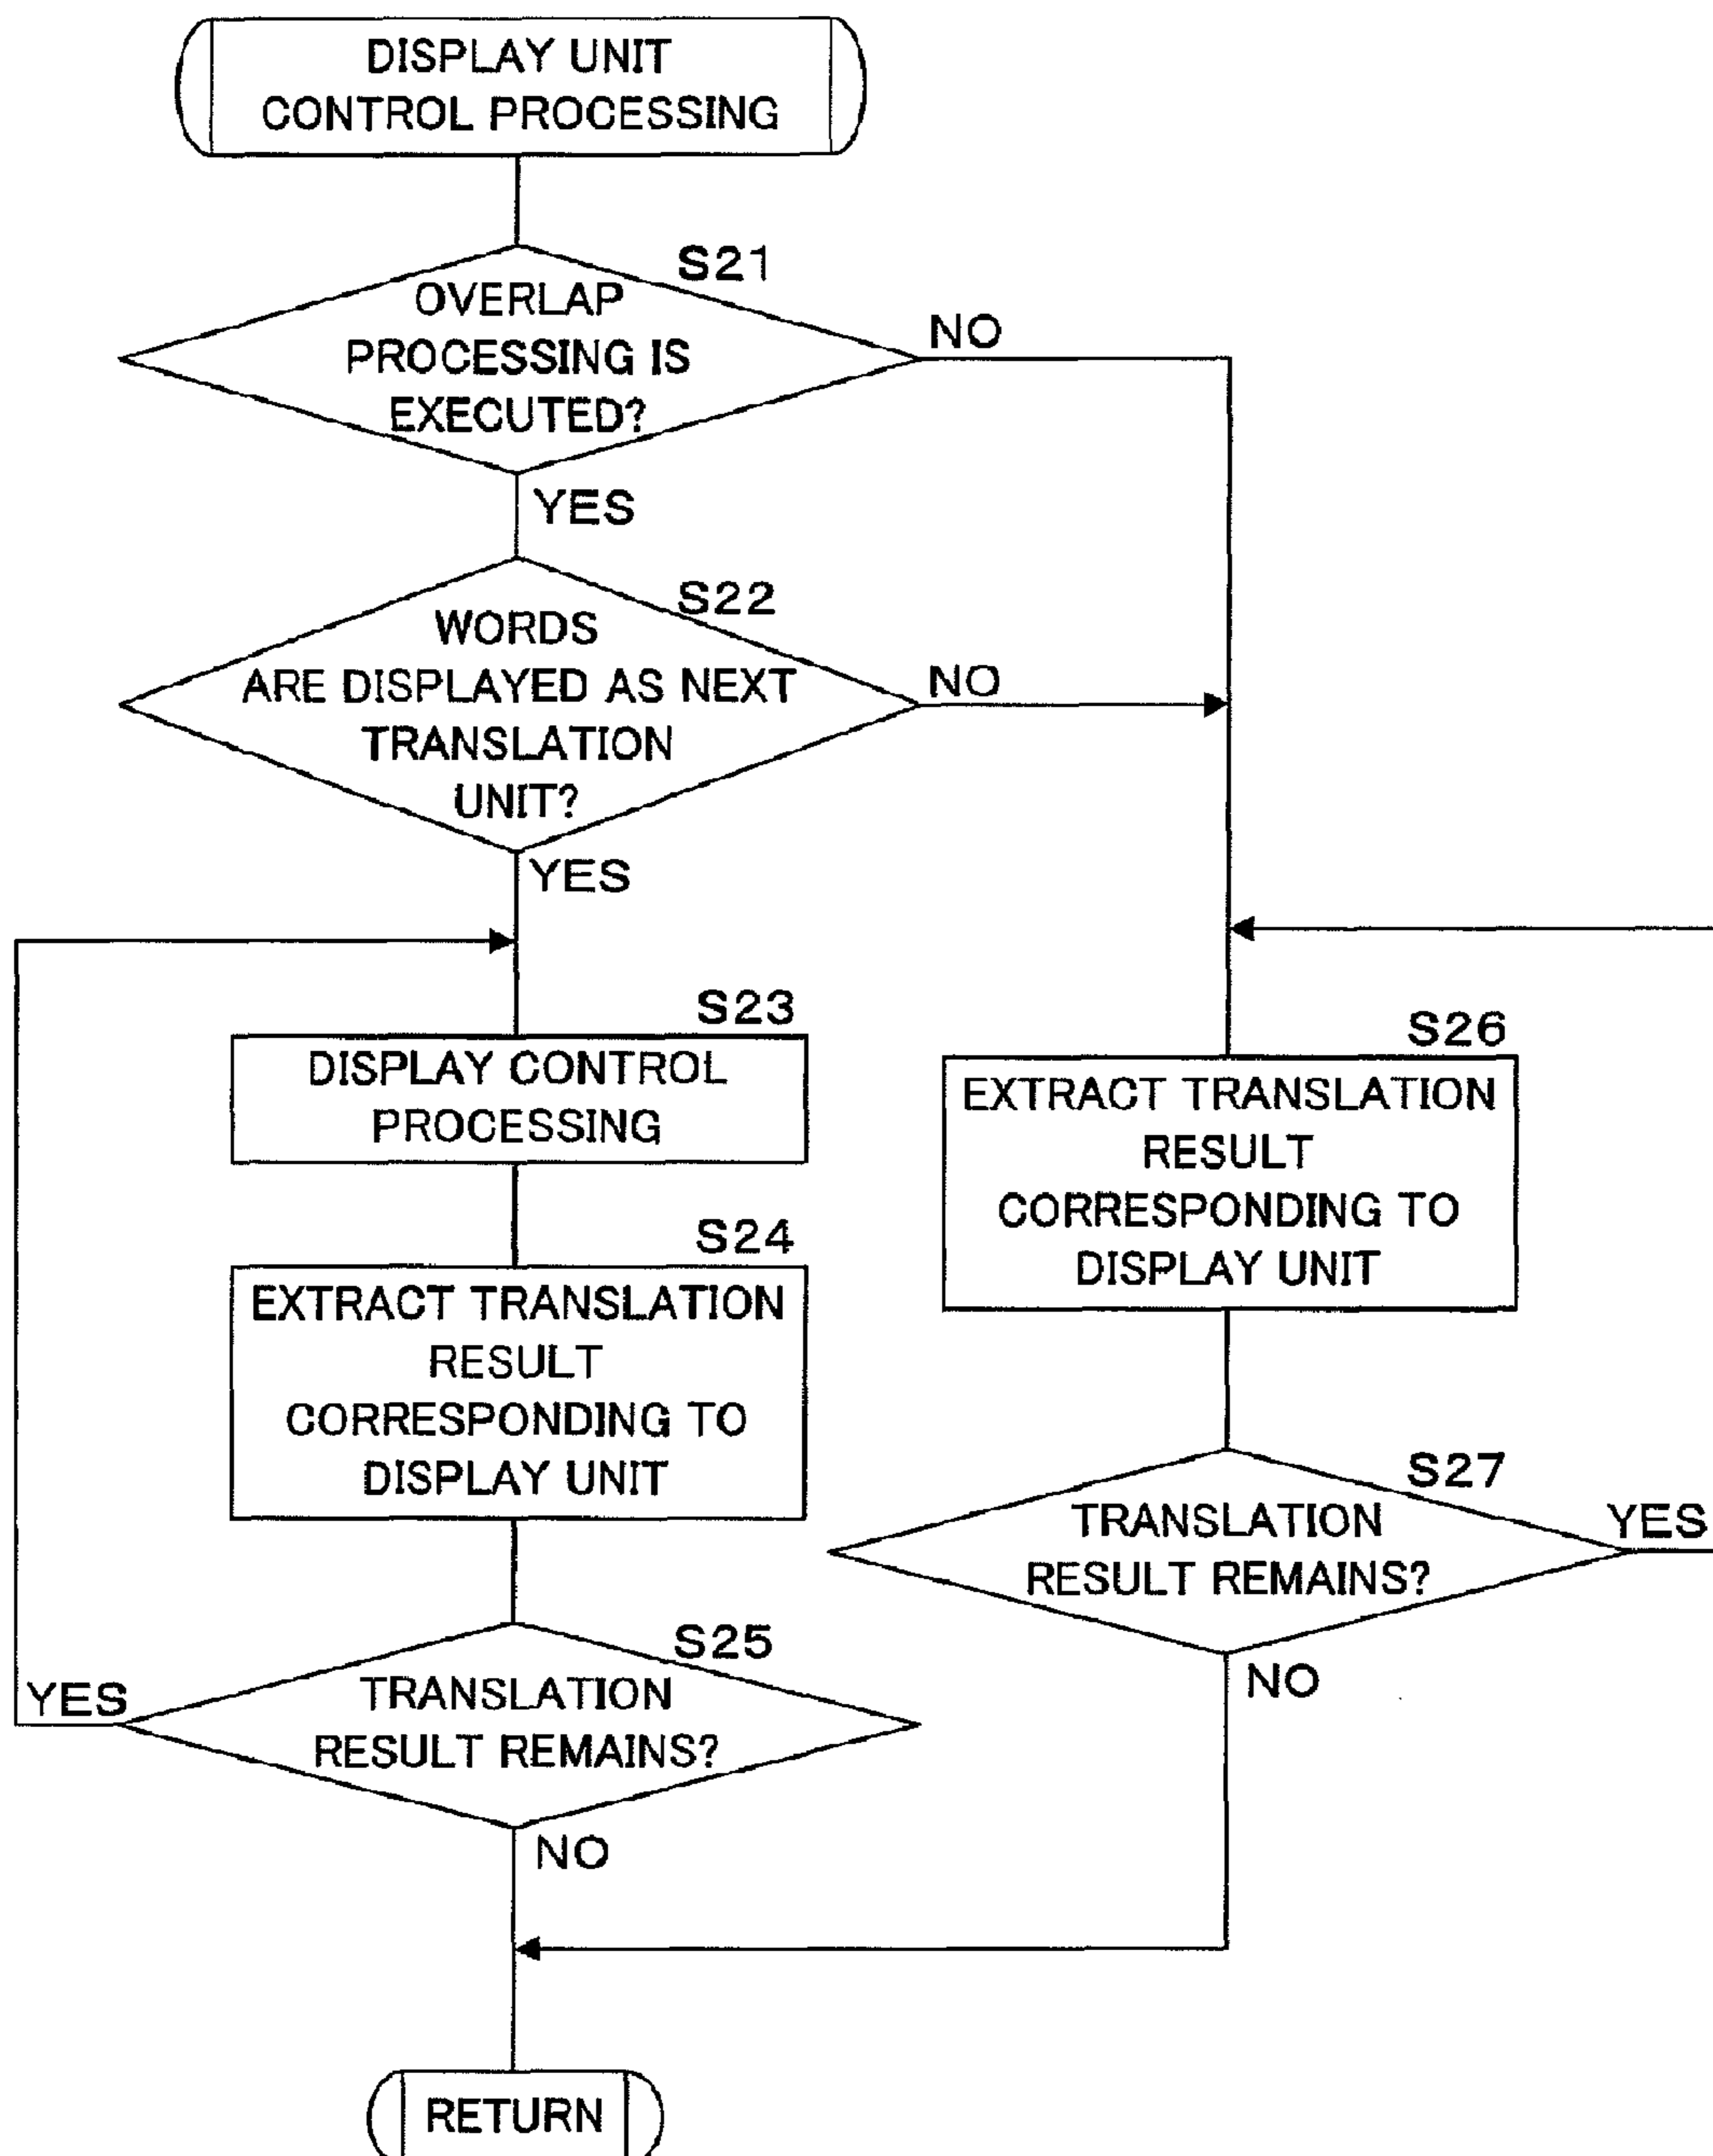 DISPLAY UNIT
CONTROL PROCESSING
S21
OVERLAP
PROCESSING IS
EXECUTED?
NO
YES
S22
WORDS
ARE DISPLAYED AS NEXT
TRANSLATION
UNIT?
NO
YES
S23
DISPLAY CONTROL
PROCESSING
S24
EXTRACT TRANSLATION
RESULT
CORRESPONDING TO
DISPLAY UNIT
S25
TRANSLATION
RESULT REMAINS?
YES
NO
S26
EXTRACT TRANSLATION
RESULT
CORRESPONDING TO
DISPLAY UNIT
S27
TRANSLATION
RESULT REMAINS?
YES
NO
RETURN